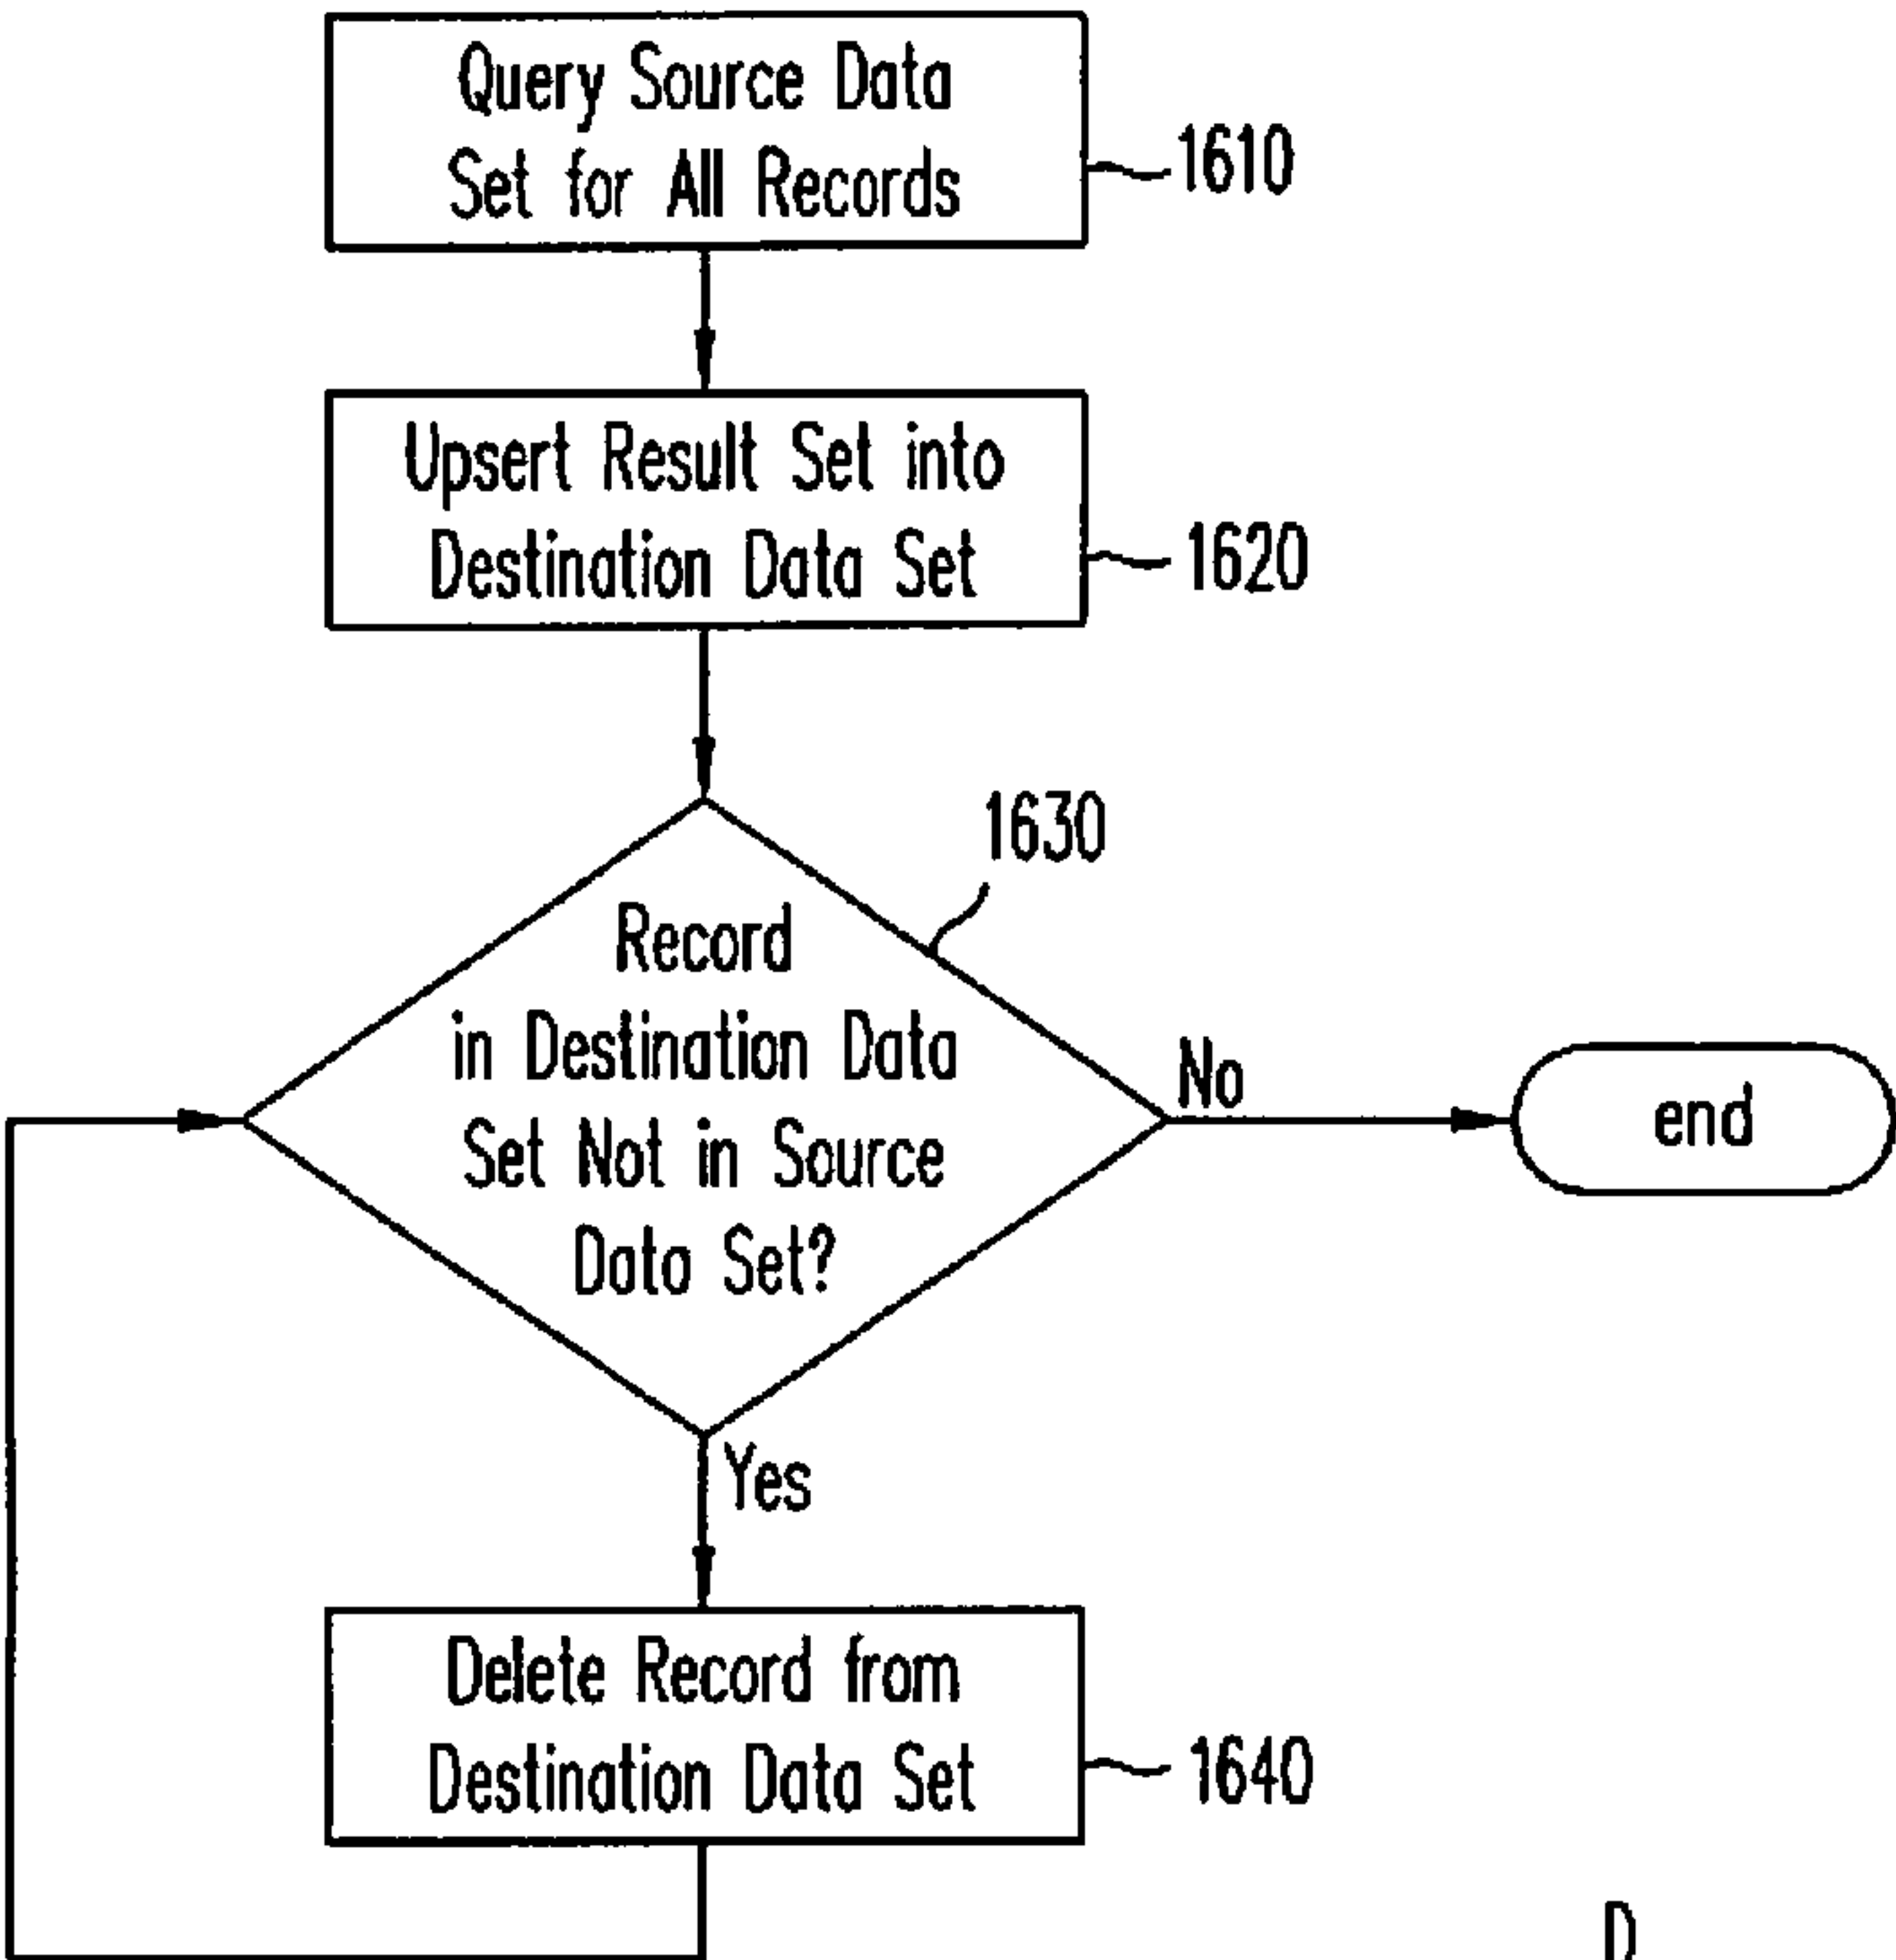 Query Source Data
Set for All Records
1610
Upsert Result Set into
Destination Data Set
1620
1630
Record
in Destination Data
Set Not in Source
Data Set?
No
end
Yes
Delete Record from
Destination Data Set
1640